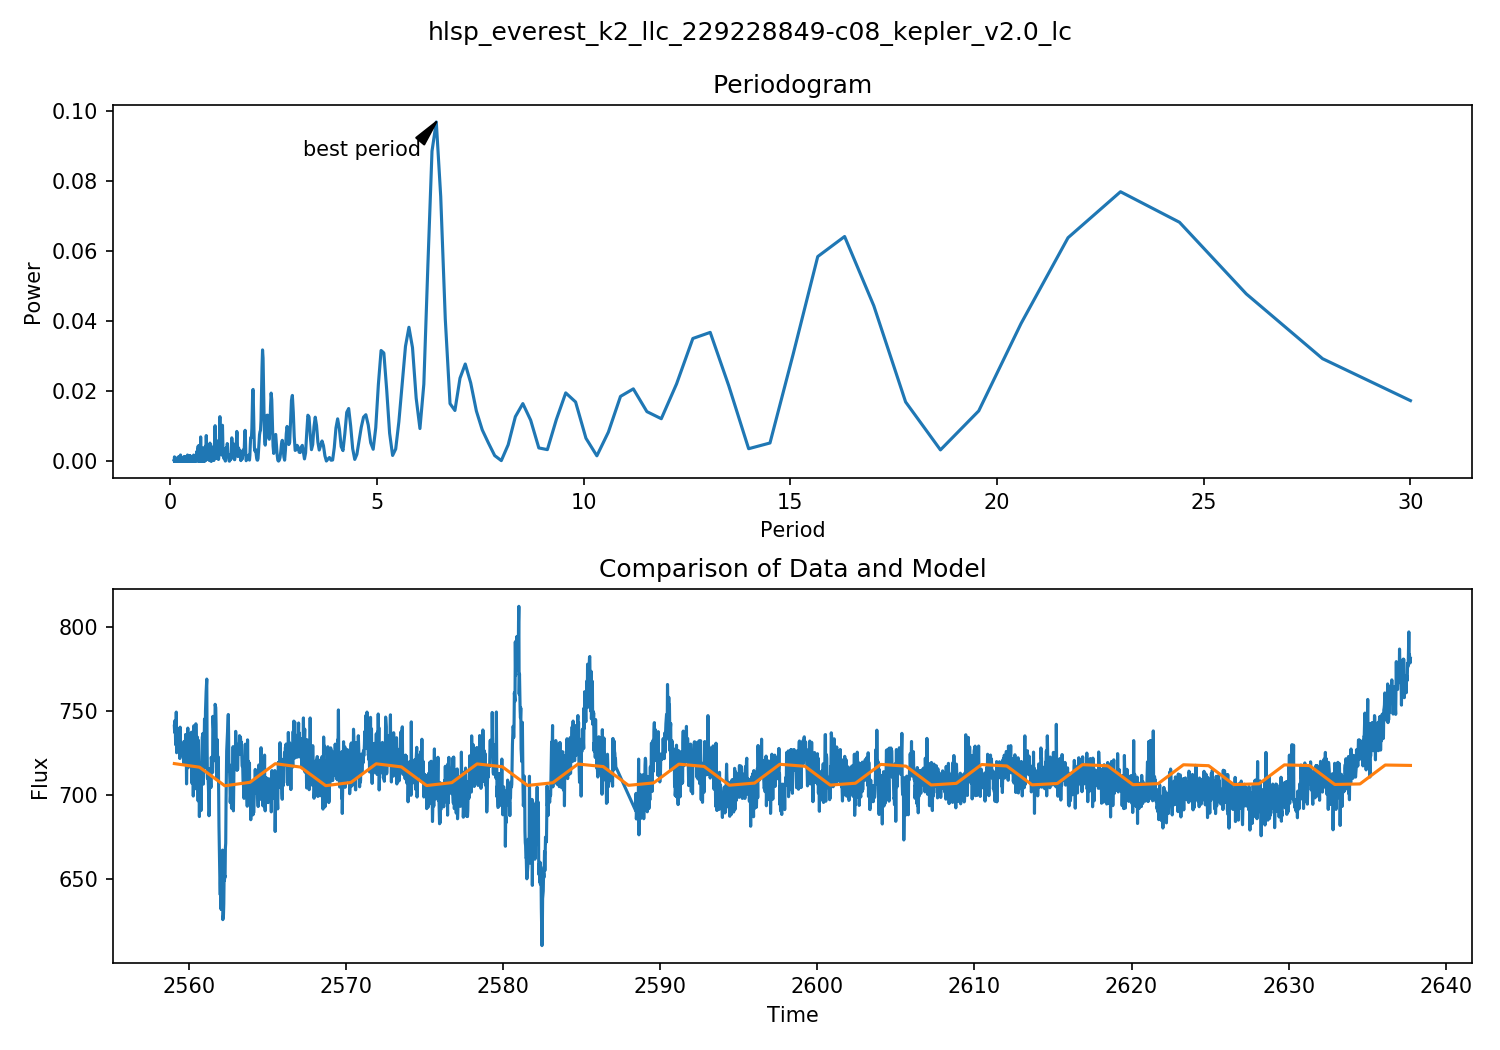 hlsp_everest_k2_llc_229228849-c08_kepler_v2.0_lc
Periodogram
0.10
0.08
0.06
0.04
0.02
0.00
Power
best period
0 5 10 15 20 25 30
Period
Comparison of Data and Model
800
750
700
650
Flux
2560 2570 2580 2590 2600 2610 2620 2630 2640
Time